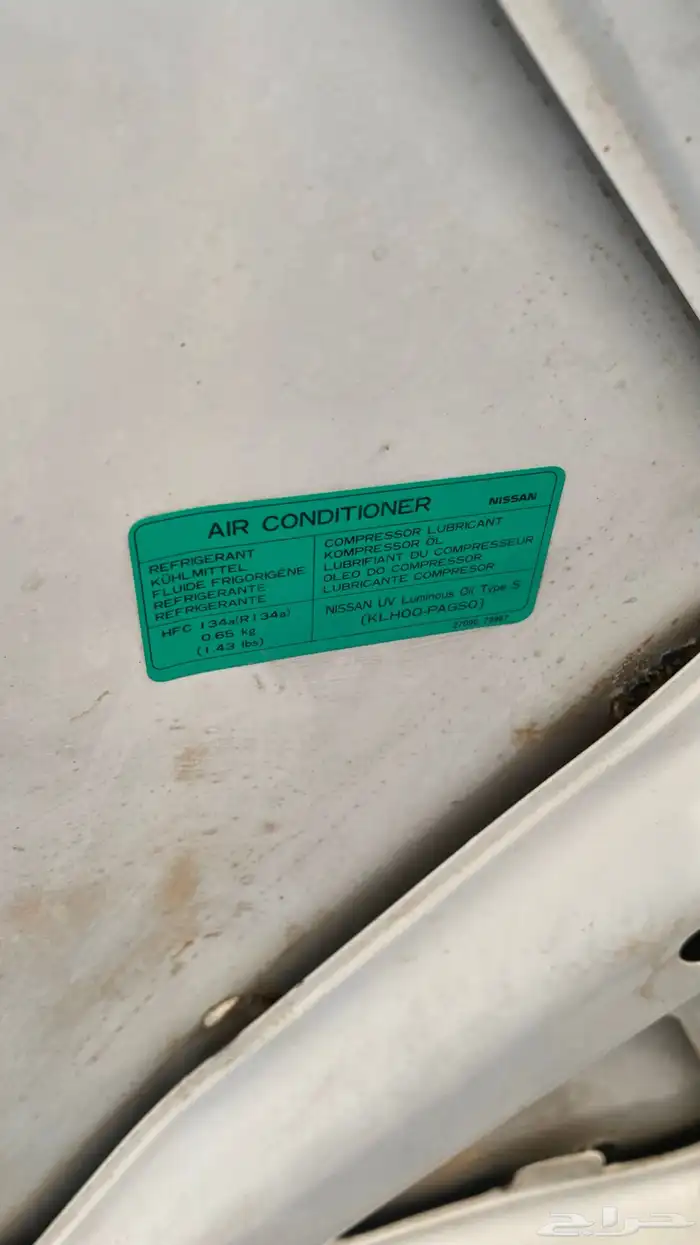 AIR CONDITIONER
NISSAN
REFRIGERANT
KÜHLMITTEL
FLUIDE FRIGORIGÈNE
REFRIGERANTE
REFRIGERANTE
HFC 134a(R134a)
0.65 kg
(1.43 lbs)
COMPRESSOR LUBRICANT
KOMPRESSOR ÖL
LUBRIFIANT DU COMPRESSEUR
OLEO DO COMPRESSOR
LUBRICANTE COMPRESOR
NISSAN UV Luminous Oil Type S
(KLH00-PAGS0)
حراج